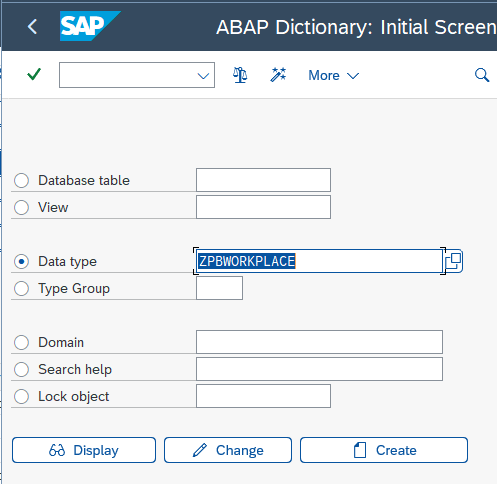 SAP ABAP Dictionary: Initial Screen
More
Database table
View
Data type ZPBWORKPLACE
Type Group
Domain
Search help
Lock object
Display Change Create